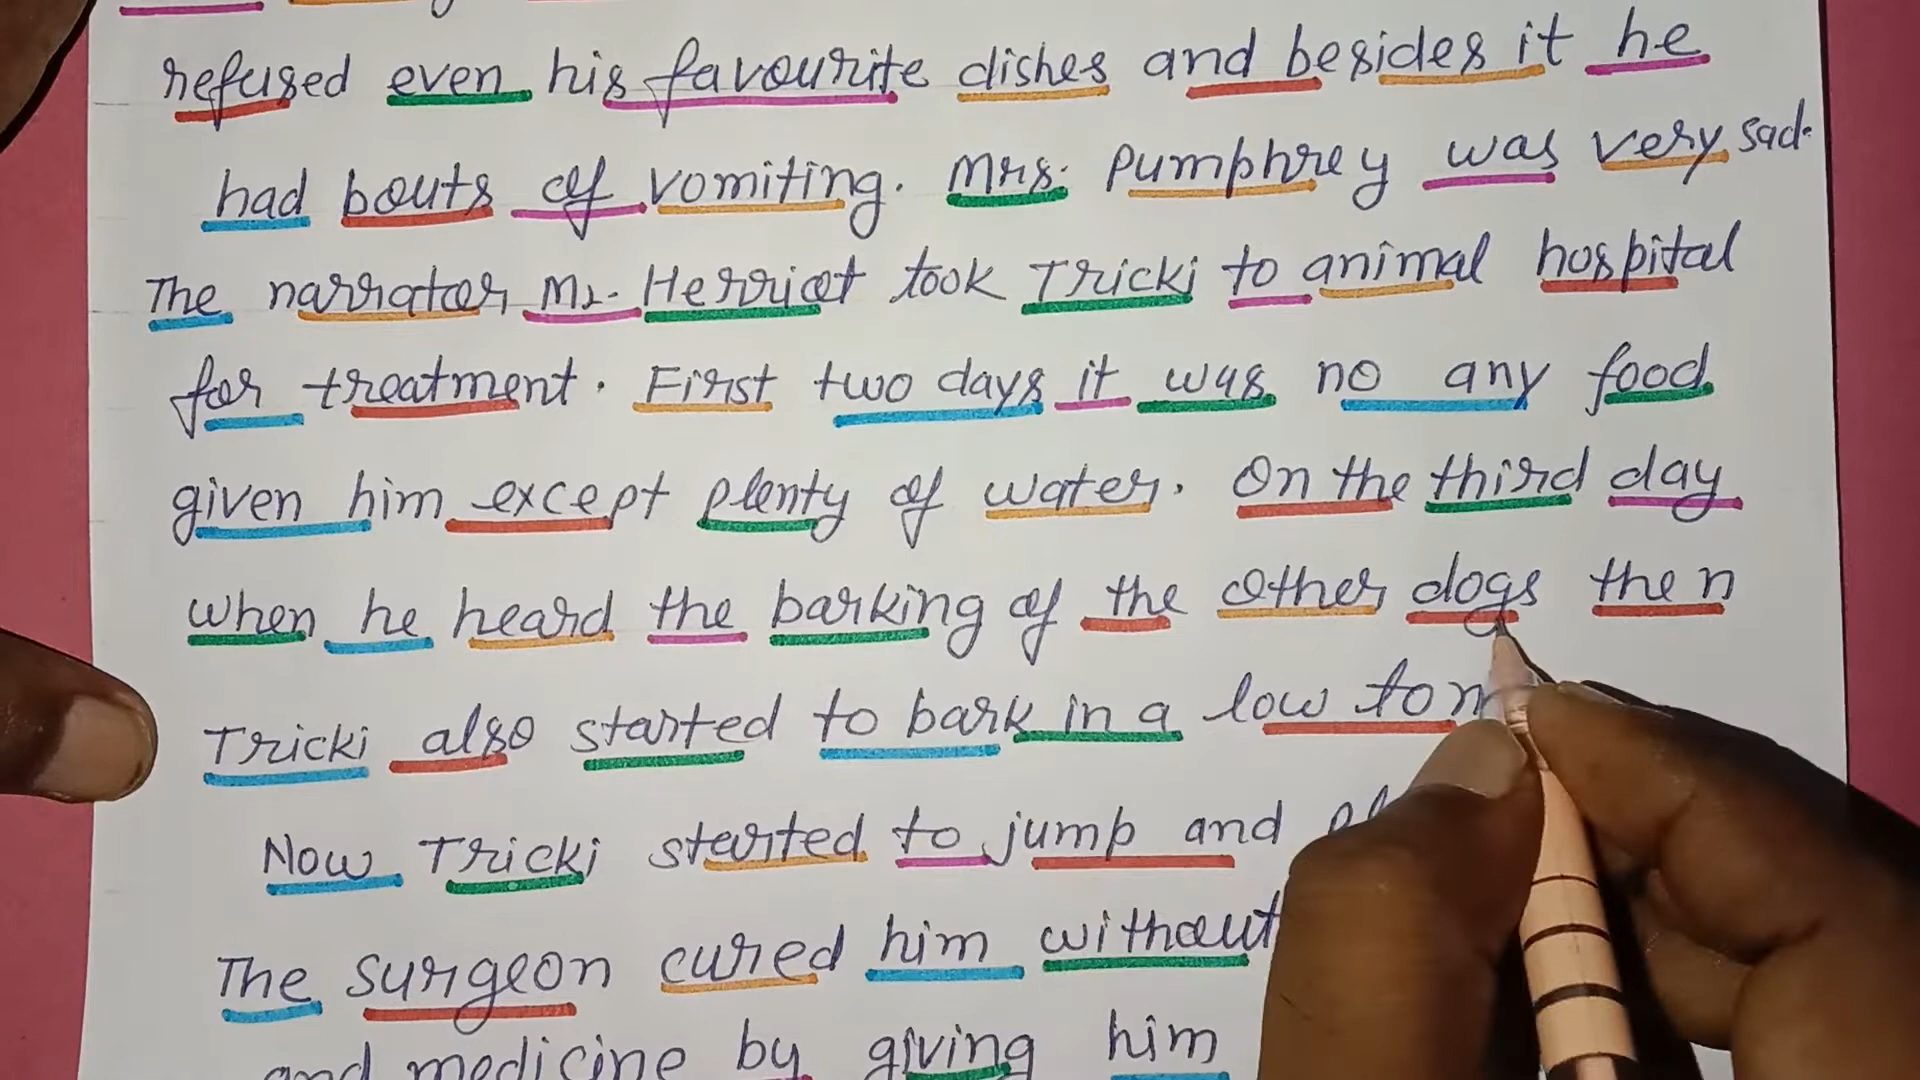 refused even his favourite dishes and besides it he
had bouts of vomiting. Mrs. Pumphrey was very sad.
The narrator, Mr. Herriot took Tricki to animal hospital
for treatment. First two days it was no any food
given him except plenty of water. On the third day
when he heard the barking of the other dogs then
Tricki also started to bark in a low
Now Tricki started to jump and
The surgeon cured him without
and medicine by giving him